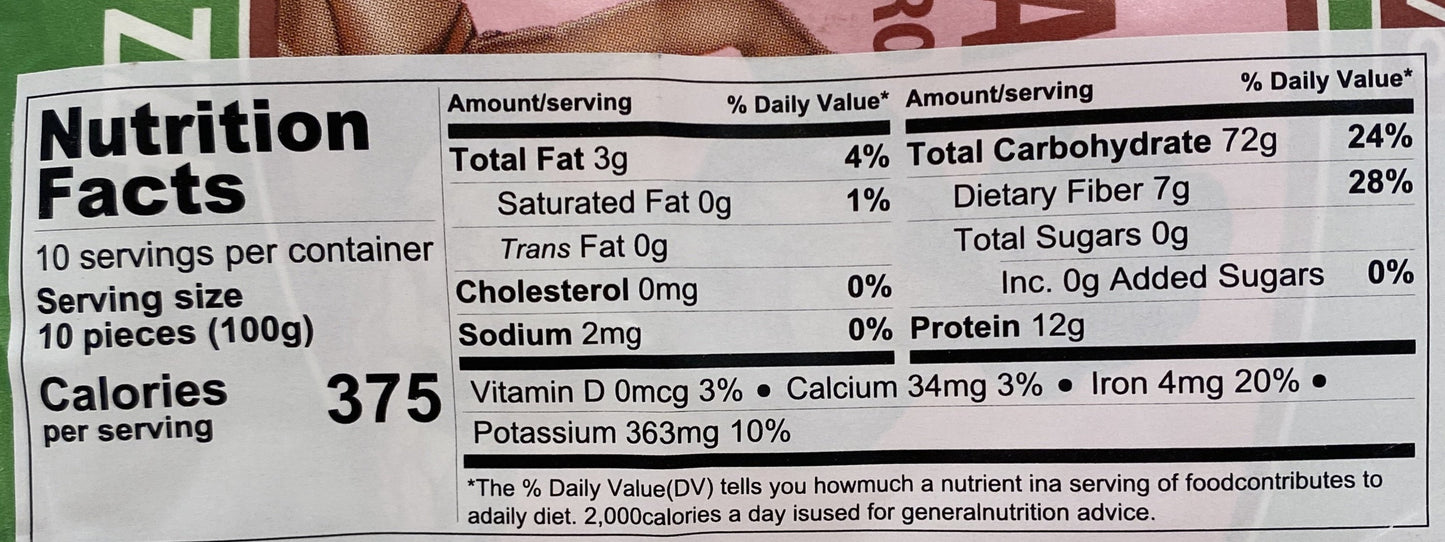 Nutrition
Facts
10 servings per container
Serving size
10 pieces (100g)
Calories 375
per serving
Amount/serving % Daily Value*
Total Fat 3g 4%
Saturated Fat 0g 1%
Trans Fat 0g
Cholesterol 0mg 0%
Sodium 2mg 0%
Amount/serving % Daily Value*
Total Carbohydrate 72g 24%
Dietary Fiber 7g 28%
Total Sugars 0g
Inc. 0g Added Sugars 0%
Protein 12g
Vitamin D 0mcg 3% ● Calcium 34mg 3% ● Iron 4mg 20% ●
Potassium 363mg 10%
*The % Daily Value(DV) tells you howmuch a nutrient ina serving of foodcontributes to
adaily diet. 2,000calories a day isused for generalnutrition advice.